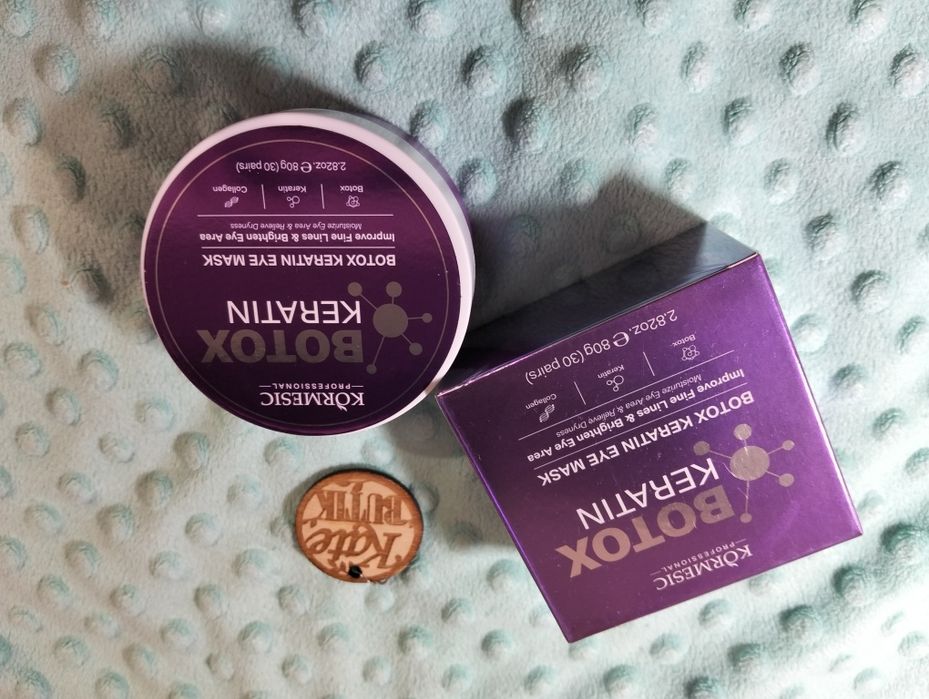 KÖRMESIC
PROFESSIONAL
BOTOX
KERATIN
BOTOX KERATIN EYE MASK
Improve Fine Lines & Brighten Eye Area
Moisturize Eye Area & Relieve Dryness
Botox
Keratin
Collagen
2.82oz. ℮ 80g (30 pairs)
KÖRMESIC
PROFESSIONAL
BOTOX
KERATIN
BOTOX KERATIN EYE MASK
Improve Fine Lines & Brighten Eye Area
Moisturize Eye Area & Relieve Dryness
Botox
Keratin
Collagen
2.82oz. ℮ 80g (30 pairs)
Kate
BUTIK